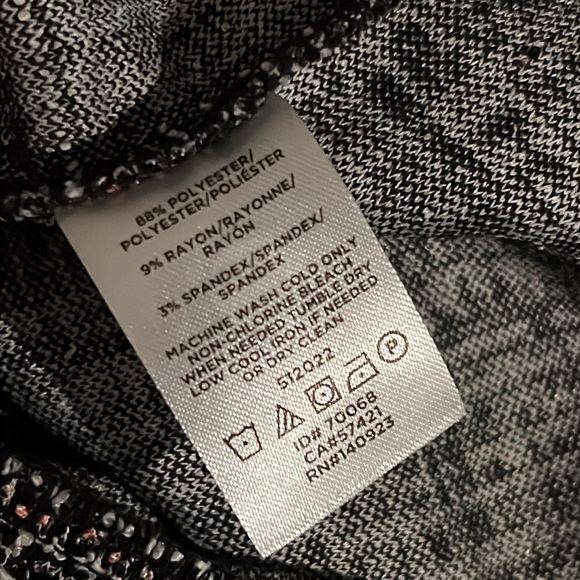 88% POLYESTER/
POLYESTER/POLIÉSTER
9% RAYON/RAYONNE/
RAYON
3% SPANDEX/SPANDEX/
SPANDEX
MACHINE WASH COLD ONLY
NON-CHLORINE BLEACH
WHEN NEEDED TUMBLE DRY
LOW COOL IRON IF NEEDED
OR DRY CLEAN
512022
P
ID# 70068
CA#57421
RN#140923